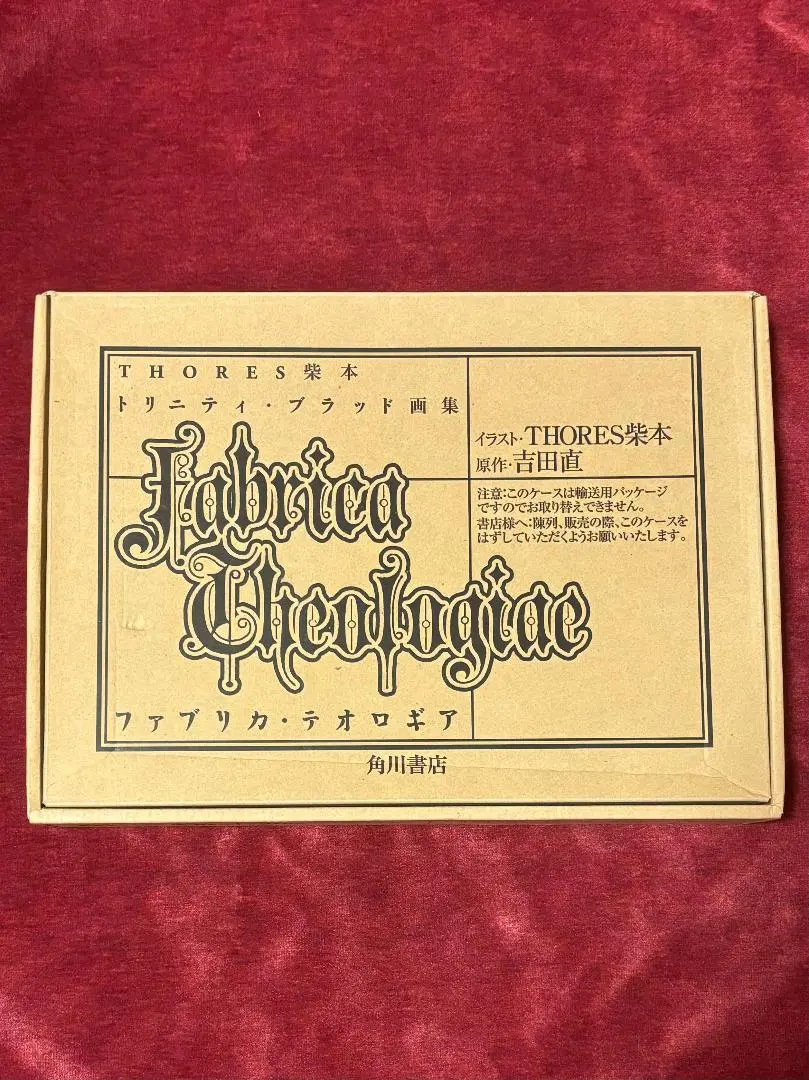 THORES柴本
トリニティ・ブラッド画集
Fabrica
Theologiae
ファブリカ・テオロギア
イラスト・THORES柴本
原作・吉田直
注意:このケースは輸送用パッケージ
ですのでお取り替えできません。
書店様へ:陳列、販売の際、このケースを
はずしていただくようお願いいたします。
角川書店